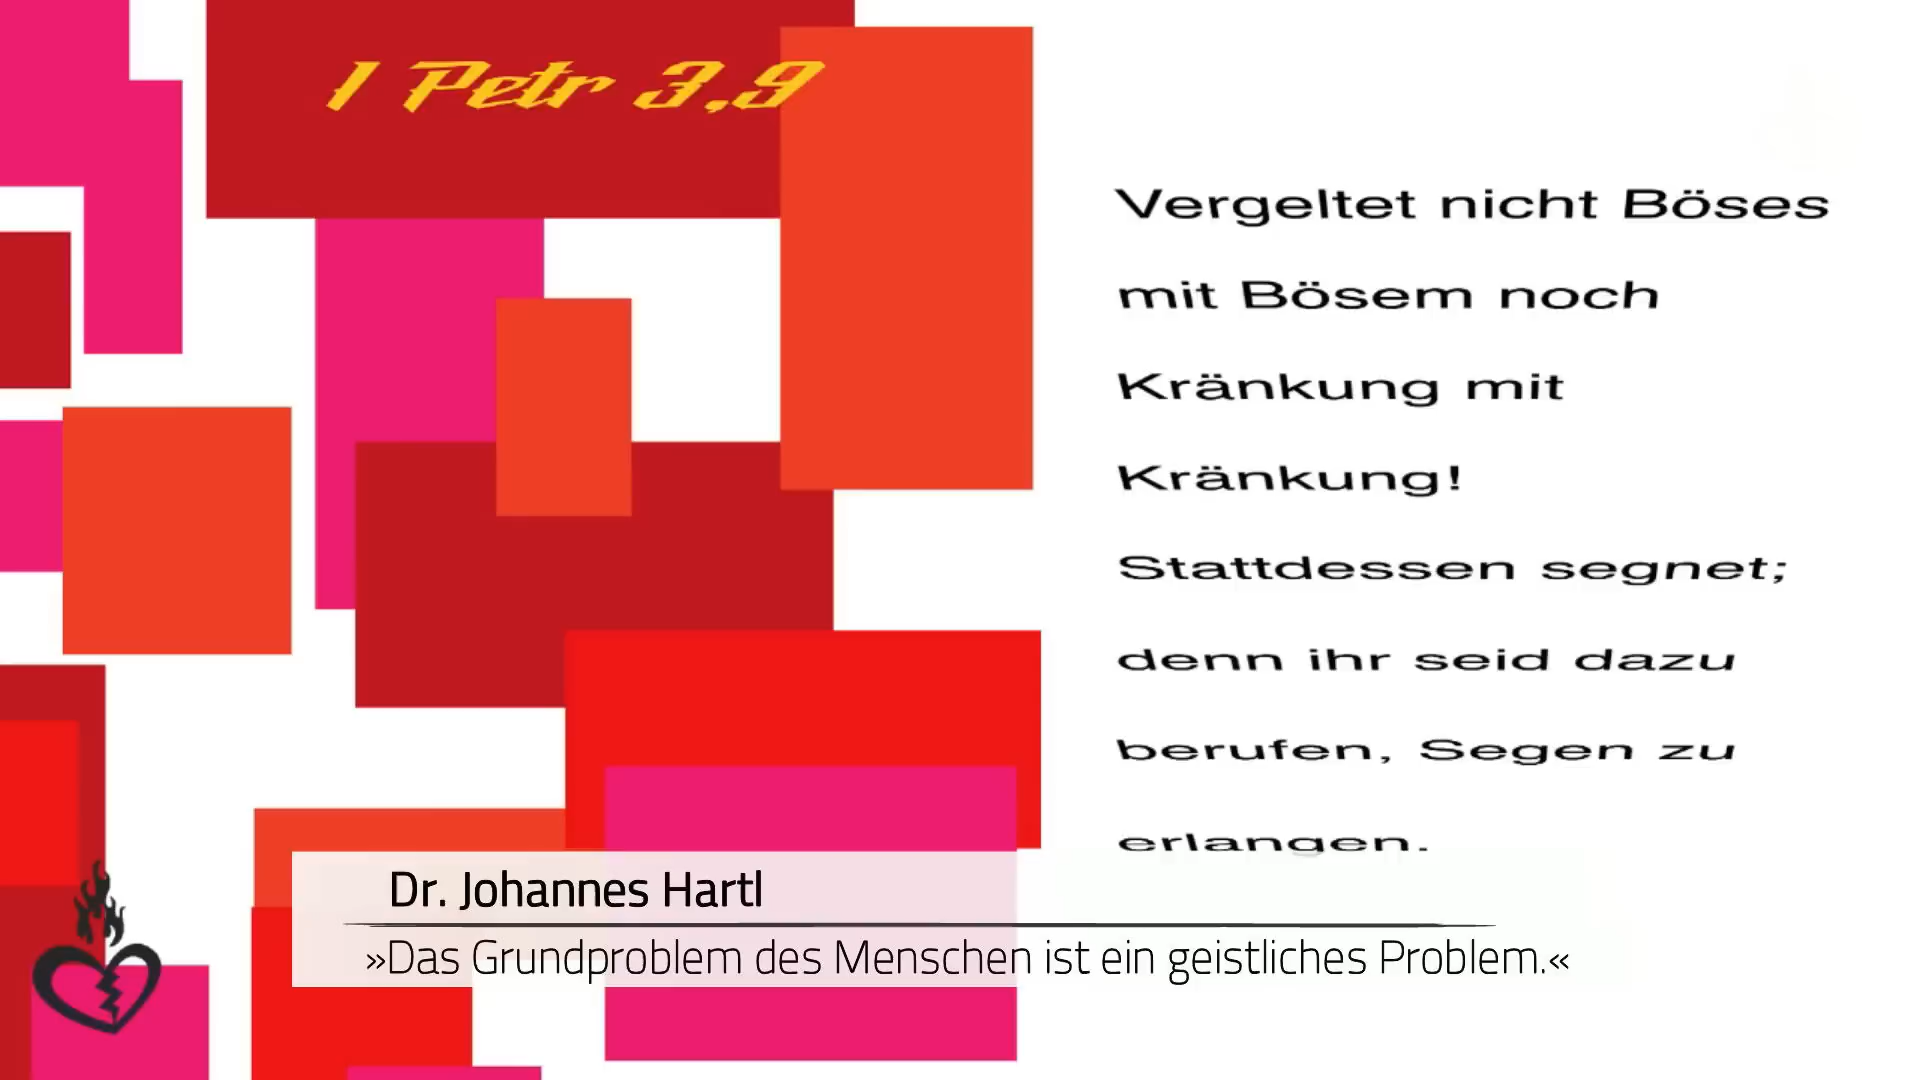 1 Petr 3,9
Vergeltet nicht Böses
mit Bösem noch
Kränkung mit
Kränkung!
Stattdessen segnet;
denn ihr seid dazu
berufen, Segen zu
erlangen.
Dr. Johannes Hartl
»Das Grundproblem des Menschen ist ein geistliches Problem.«